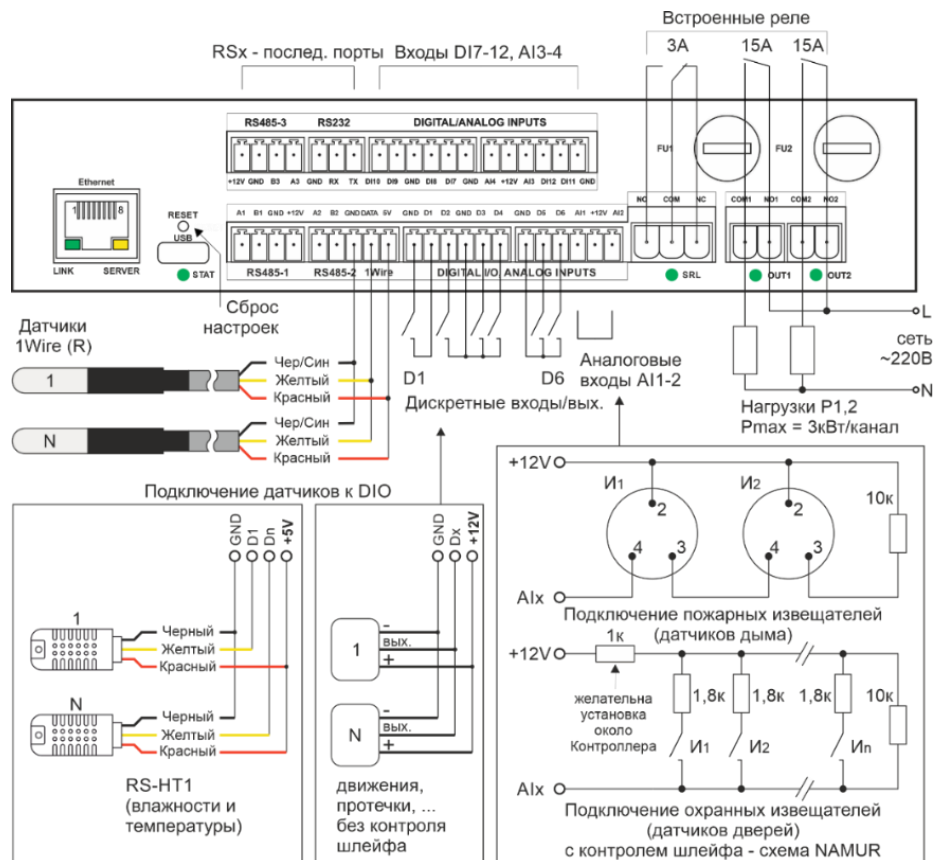 Встроенные реле
RSx - послед. порты Входы DI7-12, AI3-4
3А 15А 15А
RS485-3 RS232 DIGITAL/ANALOG INPUTS
FU1 FU2
+12V GND B3 A3 GND RX TX DI10 DI9 GND DI8 DI7 GND AI4 +12V AI3 DI12 DI11 GND
Ethernet
1 8
RESET
USB
A1 B1 GND +12V A2 B2 GND DATA 5V GND D1 D2 GND D3 D4 GND D5 D6 AI1 +12V AI2
NO COM NC COM1 NO1 COM2 NO2
LINK SERVER
STAT
RS485-1 RS485-2 1Wire DIGITAL I/O, ANALOG INPUTS
SRL OUT1 OUT2
Сброс
настроек
Датчики
1Wire (R)
L
сеть
~220В
N
1
Чер/Син
Желтый
Красный
N
Чер/Син
Желтый
Красный
D1 D6
Дискретные входы/вых.
Аналоговые
входы AI1-2
Нагрузки P1,2
Pmax = 3кВт/канал
Подключение датчиков к DIO
GND D1 Dn +5V
1
Черный
Желтый
Красный
N
Черный
Желтый
Красный
RS-HT1
(влажности и
температуры)
GND Dx +12V
1
-
вых.
+
N
-
вых.
+
движения,
протечки, ...
без контроля
шлейфа
+12V
И1 И2
2 2
10к
4 3 4 3
AIx
Подключение пожарных извещателей
(датчиков дыма)
1к
+12V
желательна
установка
около
Контроллера
1,8к 1,8к 1,8к 10к
И1 И2 Иn
AIx
Подключение охранных извещателей
(датчиков дверей)
с контролем шлейфа - схема NAMUR